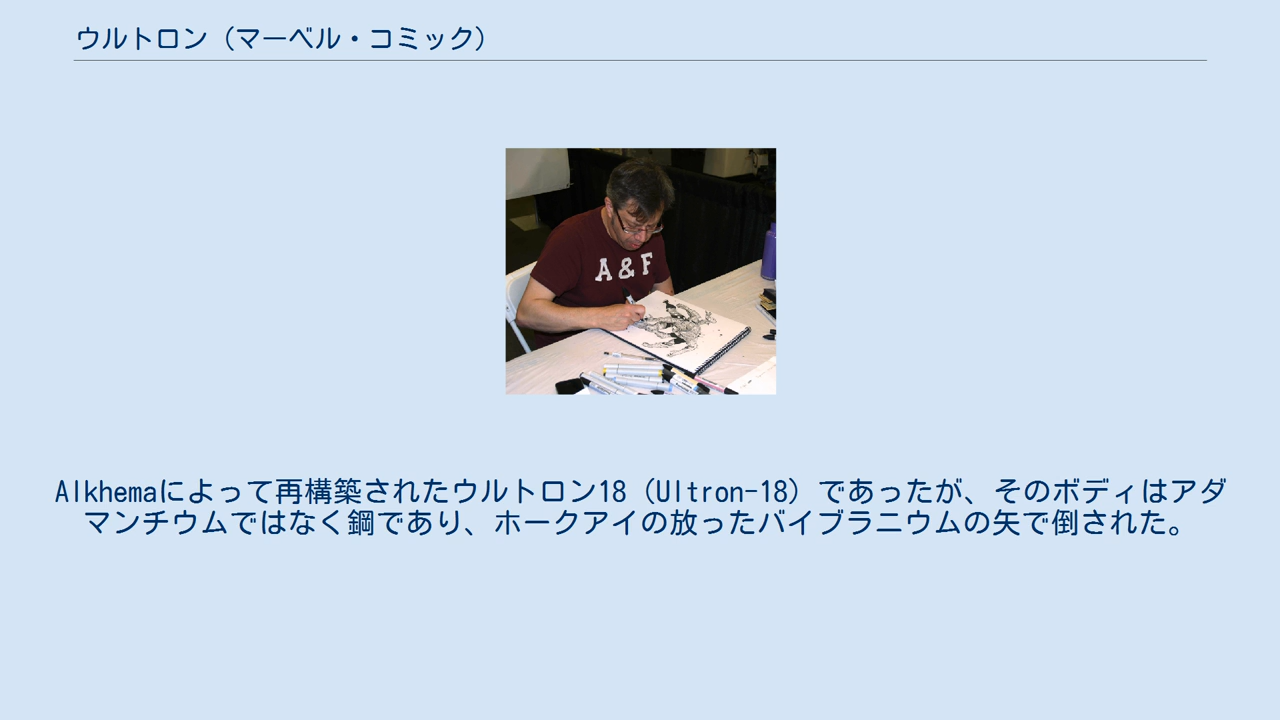 ウルトロン（マーベル・コミック）
A & F
Alkhemaによって再構築されたウルトロン18（Ultron-18）であったが、そのボディはアダ
マンチウムではなく鋼であり、ホークアイの放ったバイブラニウムの矢で倒された。